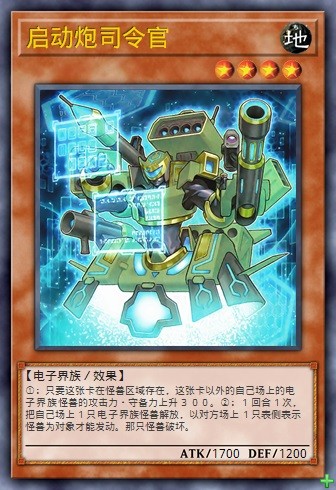 启动炮司令官
地
【电子界族／效果】
①：只要这张卡在怪兽区域存在，这张卡以外的自己场上的电
子界族怪兽的攻击力·守备力上升３００。②：１回合１次，
把自己场上１只电子界族怪兽解放，以对方场上１只表侧表示
怪兽为对象才能发动。那只怪兽破坏。
ATK/1700 DEF/1200